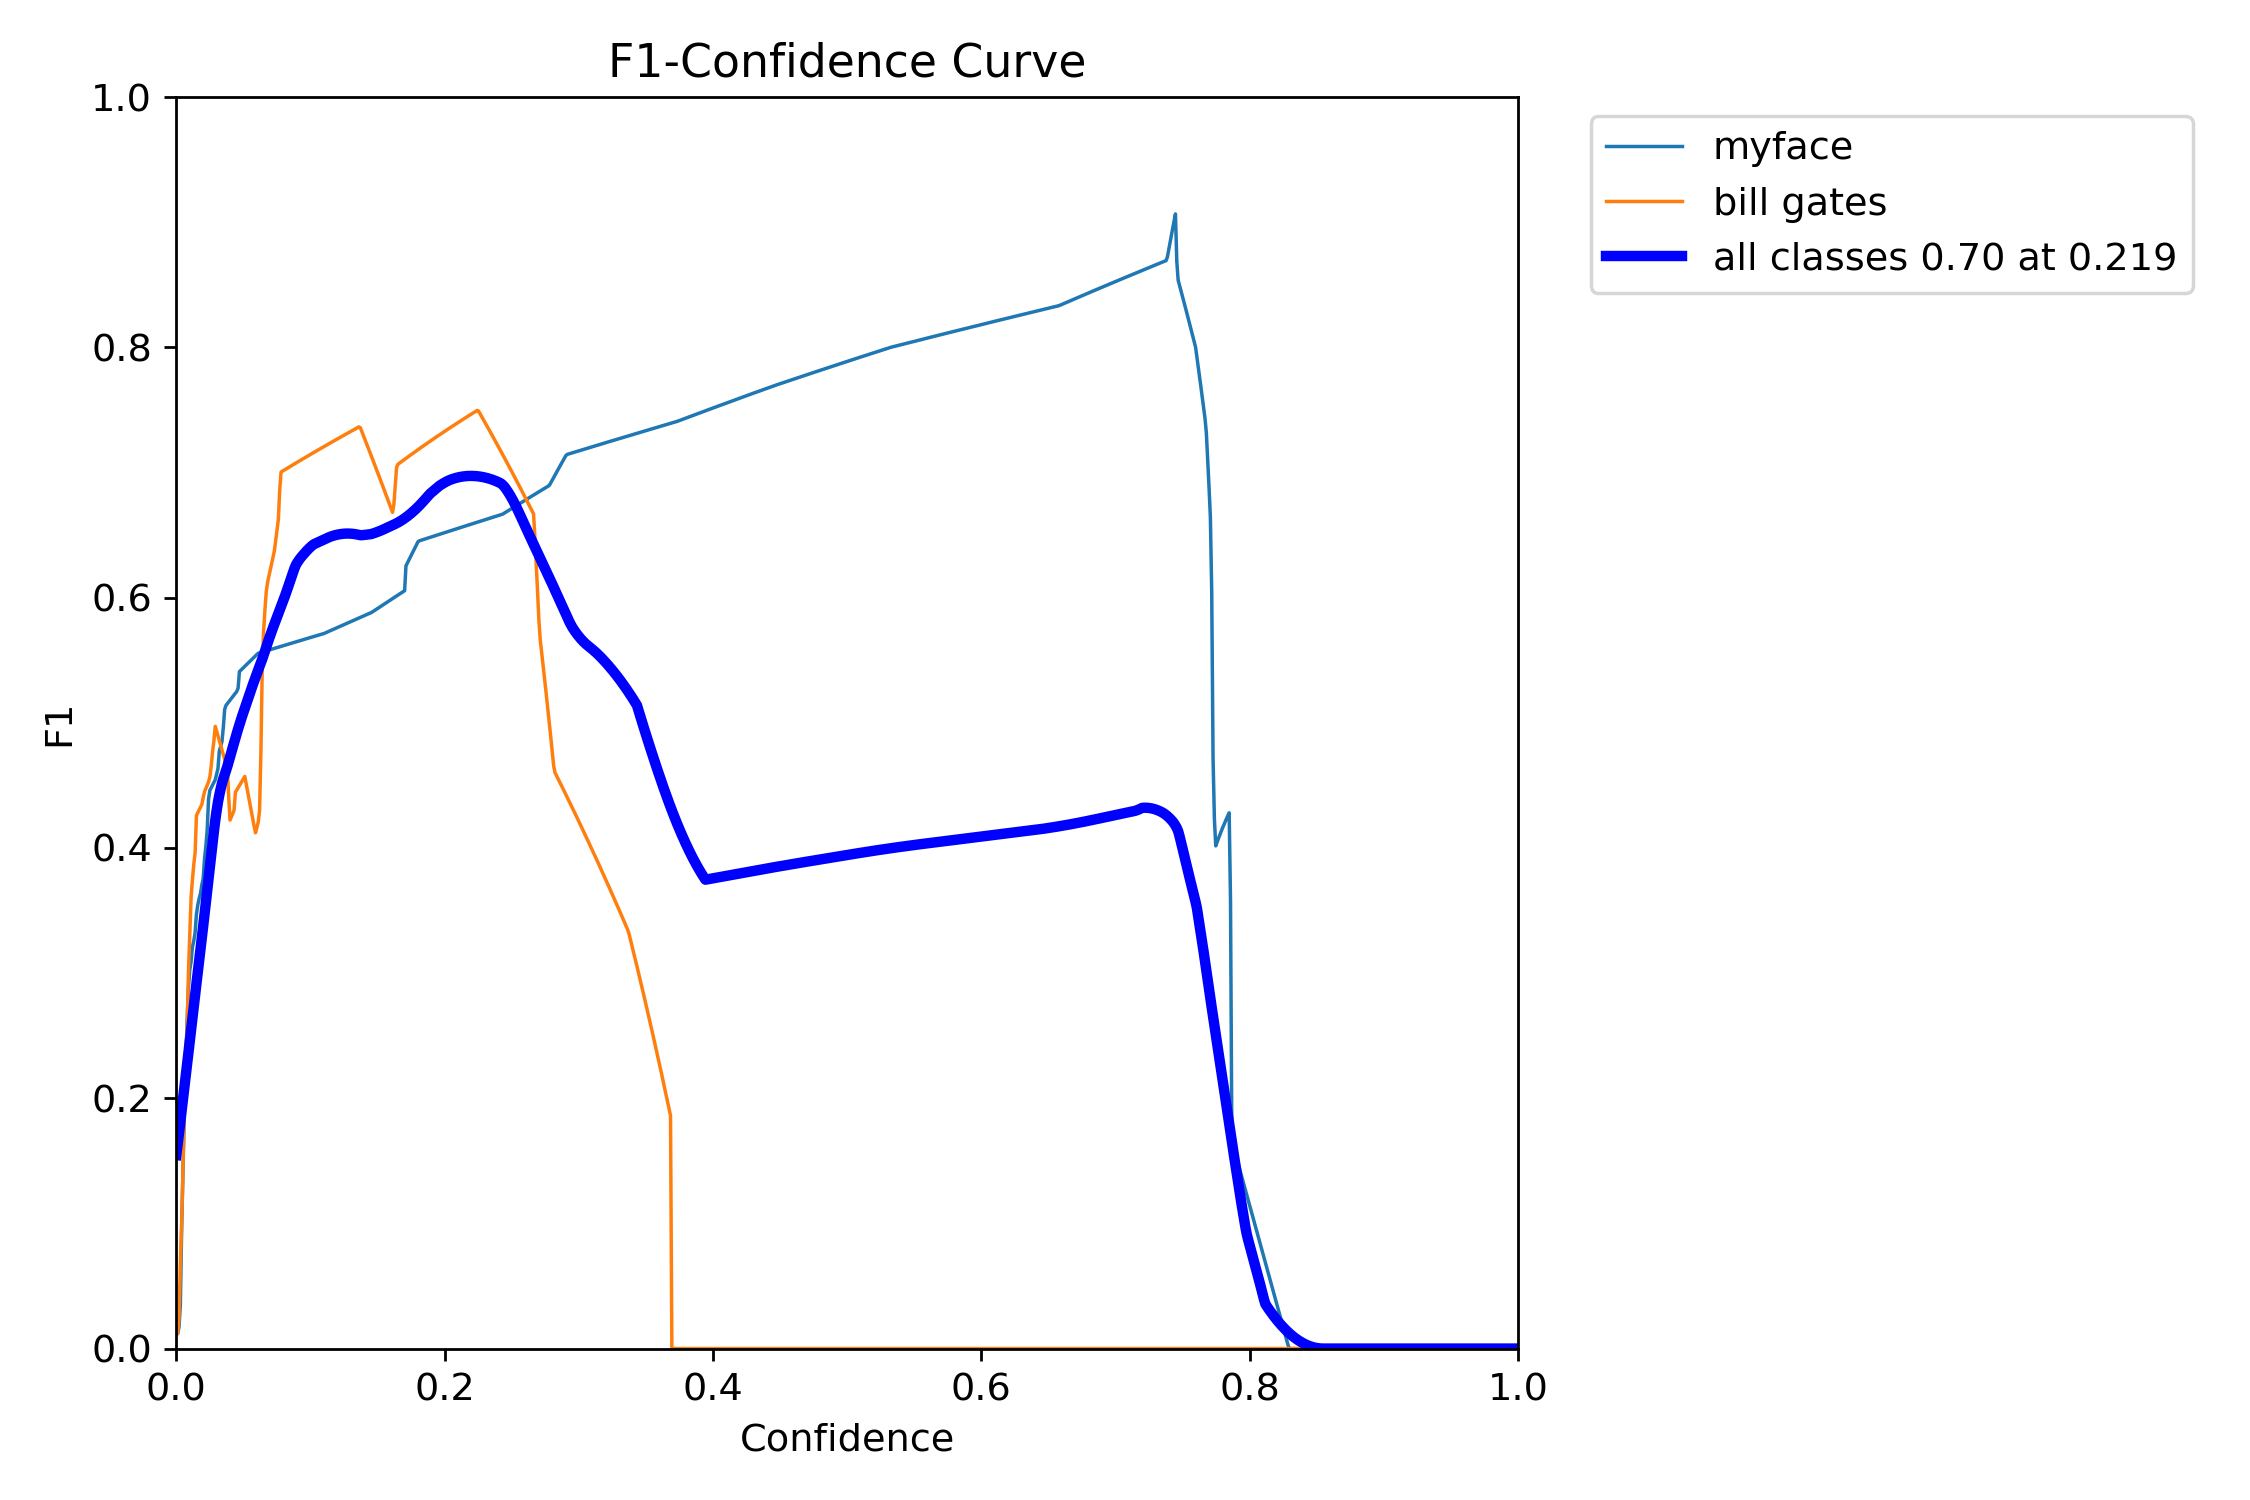 F1-Confidence Curve
1.0
0.8
0.6
0.4
0.2
0.0
F1
0.0 0.2 0.4 0.6 0.8 1.0
Confidence
myface
bill gates
all classes 0.70 at 0.219